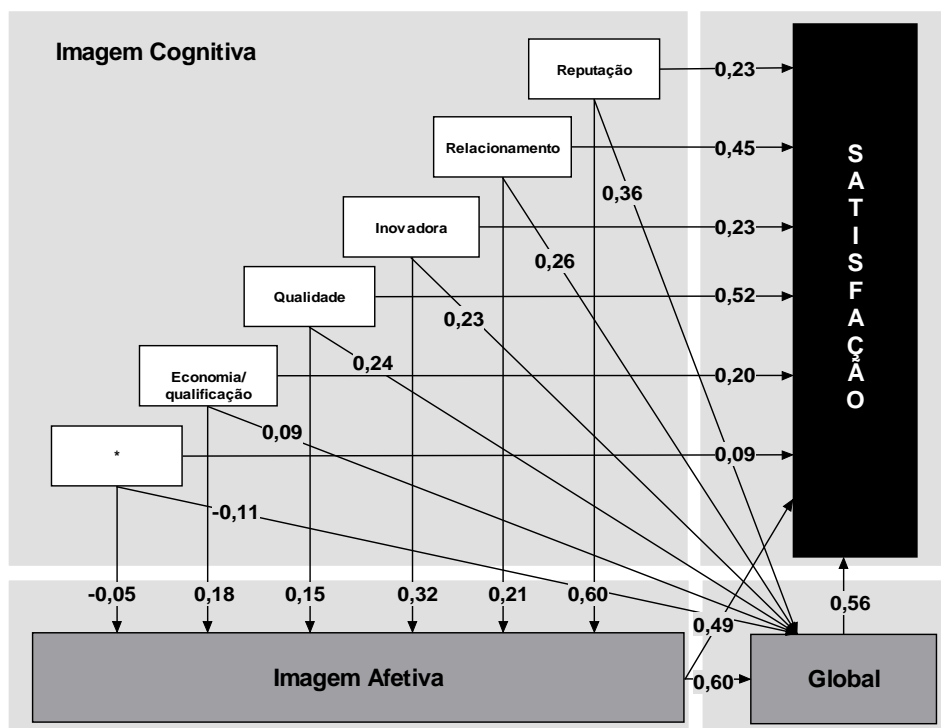 Imagem Cognitiva
Reputação
0,23
Relacionamento
0,45
0,36
Inovadora
0,23
0,26
Qualidade
0,52
0,23
0,24
Economia/
qualificação
0,20
0,09
*
0,09
-0,11
SATISFAÇÃO
-0,05
0,18
0,15
0,32
0,21
0,60
0,56
0,49
Imagem Afetiva
0,60
Global